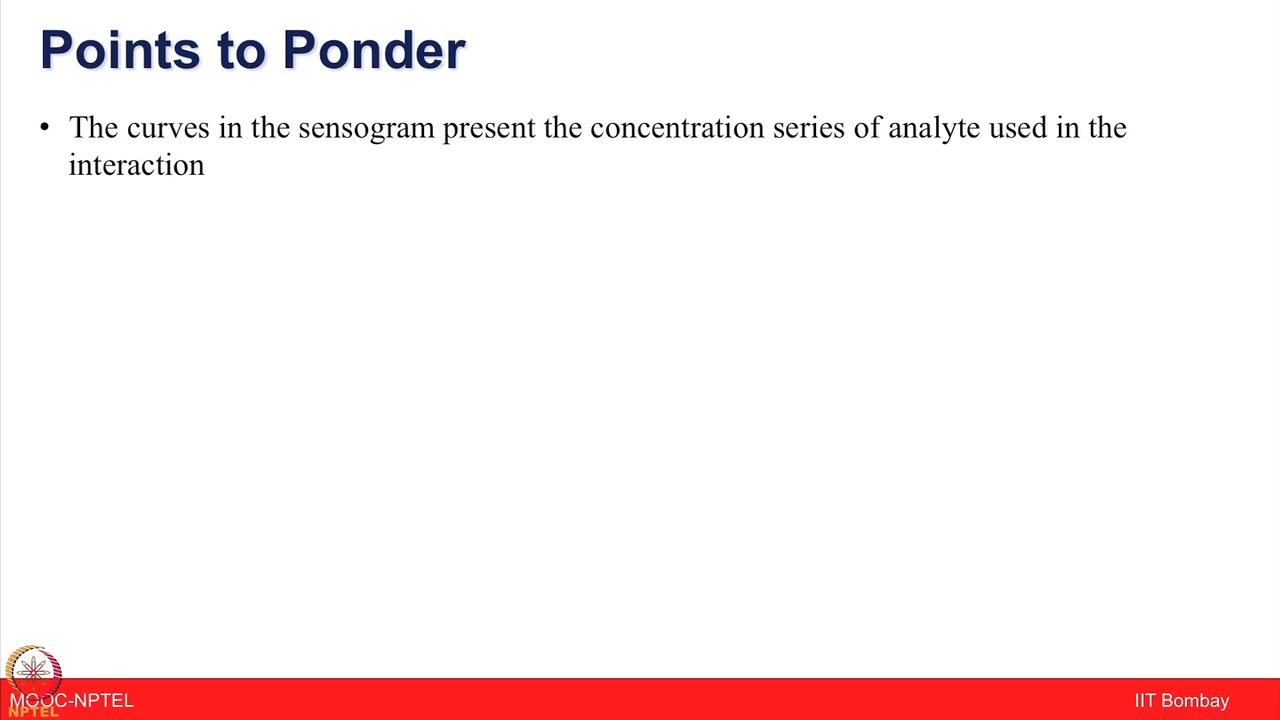 Points to Ponder
• The curves in the sensogram present the concentration series of analyte used in the
interaction
MOOC-NPTEL
NPTEL
IIT Bombay